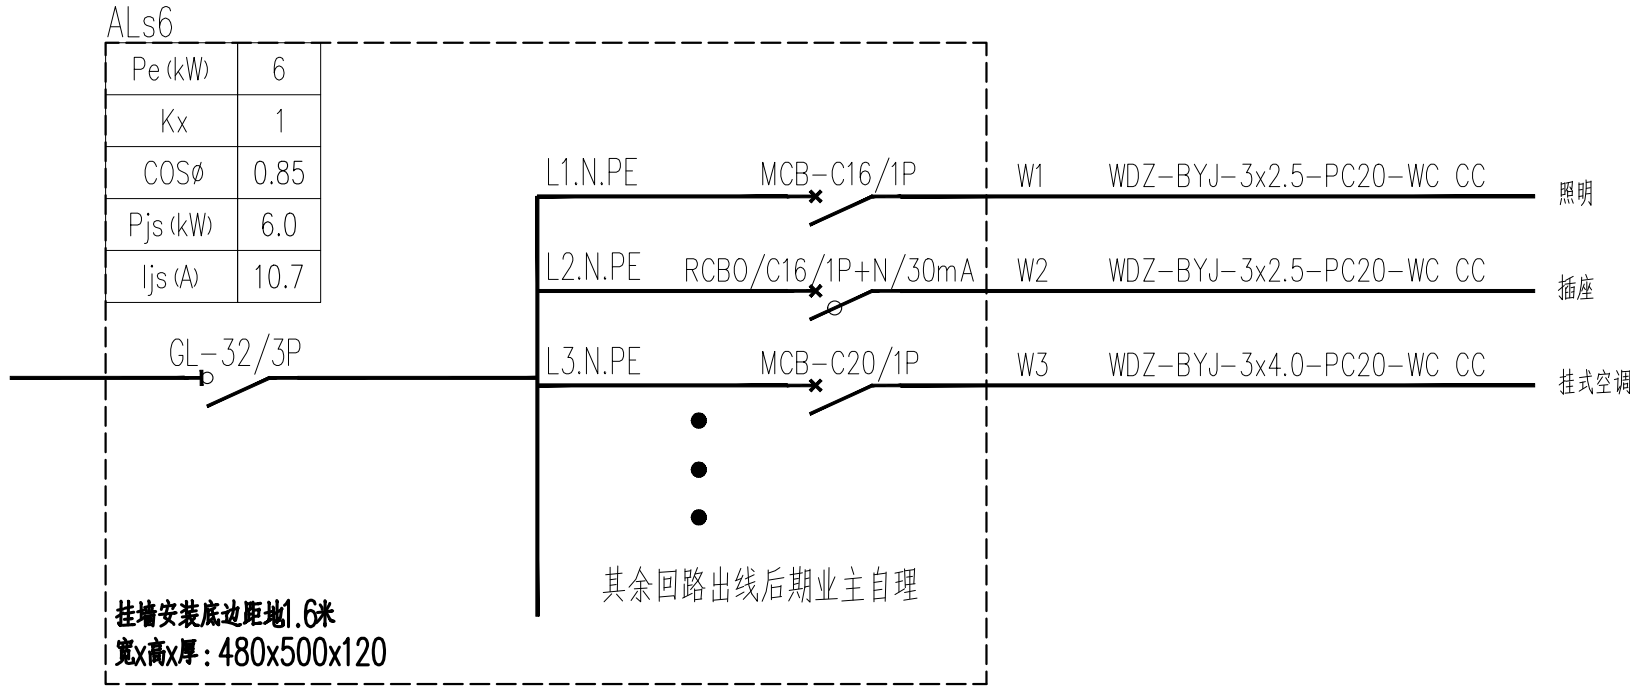 ALs6
Pe(kW) 6
Kx 1
COSø 0.85
Pjs(kW) 6.0
Ijs(A) 10.7
GL-32/3P
L1.N.PE MCB-C16/1P W1 WDZ-BYJ-3x2.5-PC20-WC CC 照明
L2.N.PE RCBO/C16/1P+N/30mA W2 WDZ-BYJ-3x2.5-PC20-WC CC 插座
L3.N.PE MCB-C20/1P W3 WDZ-BYJ-3x4.0-PC20-WC CC 挂式空调
其余回路出线后期业主自理
挂墙安装底边距地1.6米
宽x高x厚：480x500x120